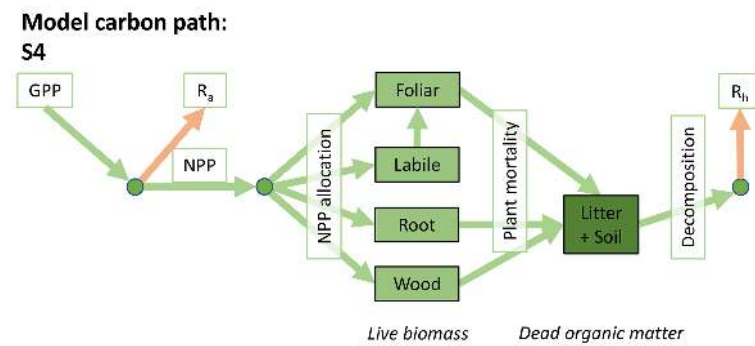 Model carbon path:
S4
GPP
Ra
NPP
NPP allocation
Foliar
Labile
Root
Wood
Plant mortality
Litter
+ Soil
Decomposition
Rh
Live biomass
Dead organic matter